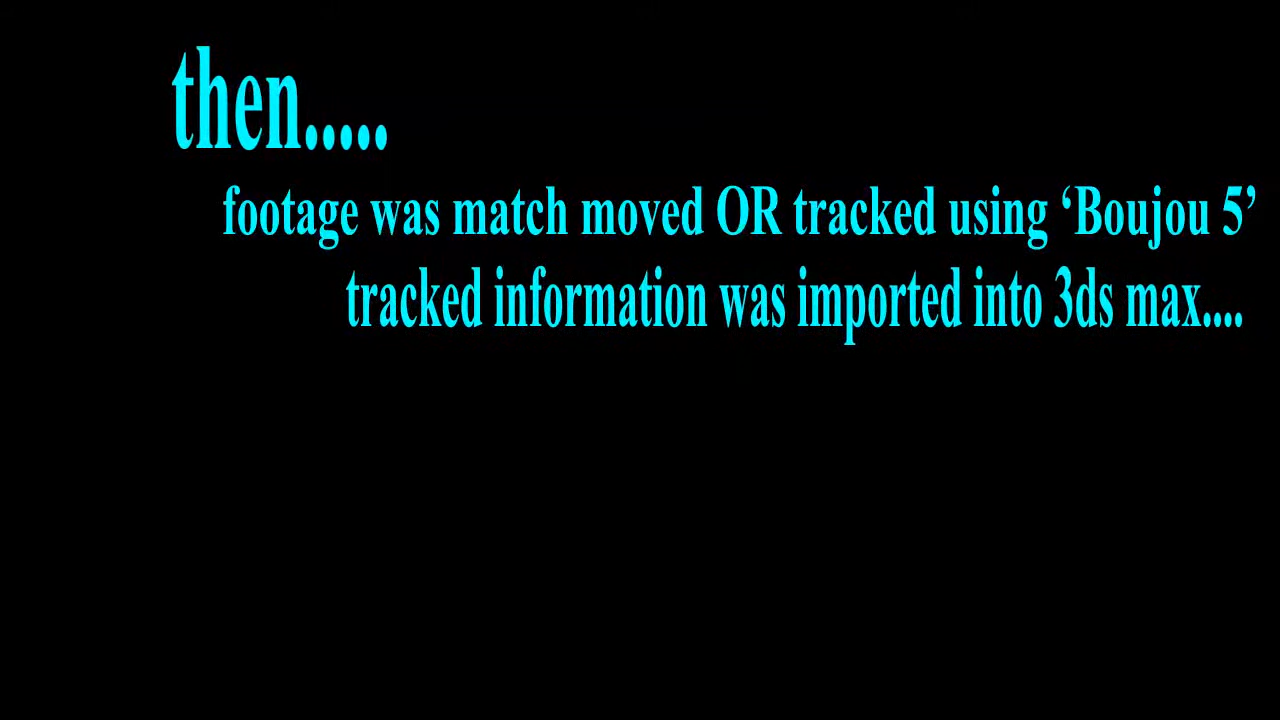 then.....
footage was match moved OR tracked using ‘Boujou 5’
tracked information was imported into 3ds max....